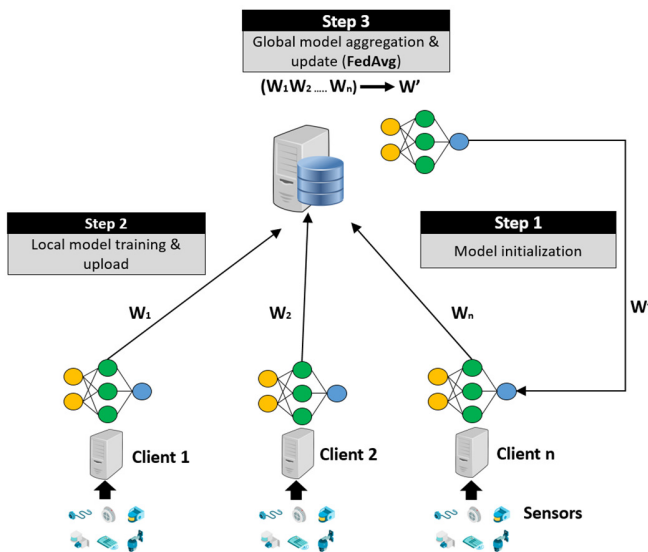 Step 3
Global model aggregation &
update (FedAvg)
(W₁W₂ ..... Wₙ) → W'
Step 2
Local model training &
upload
Step 1
Model initialization
W₁
W₂
Wₙ
W'
Client 1
Client 2
Client n
Sensors